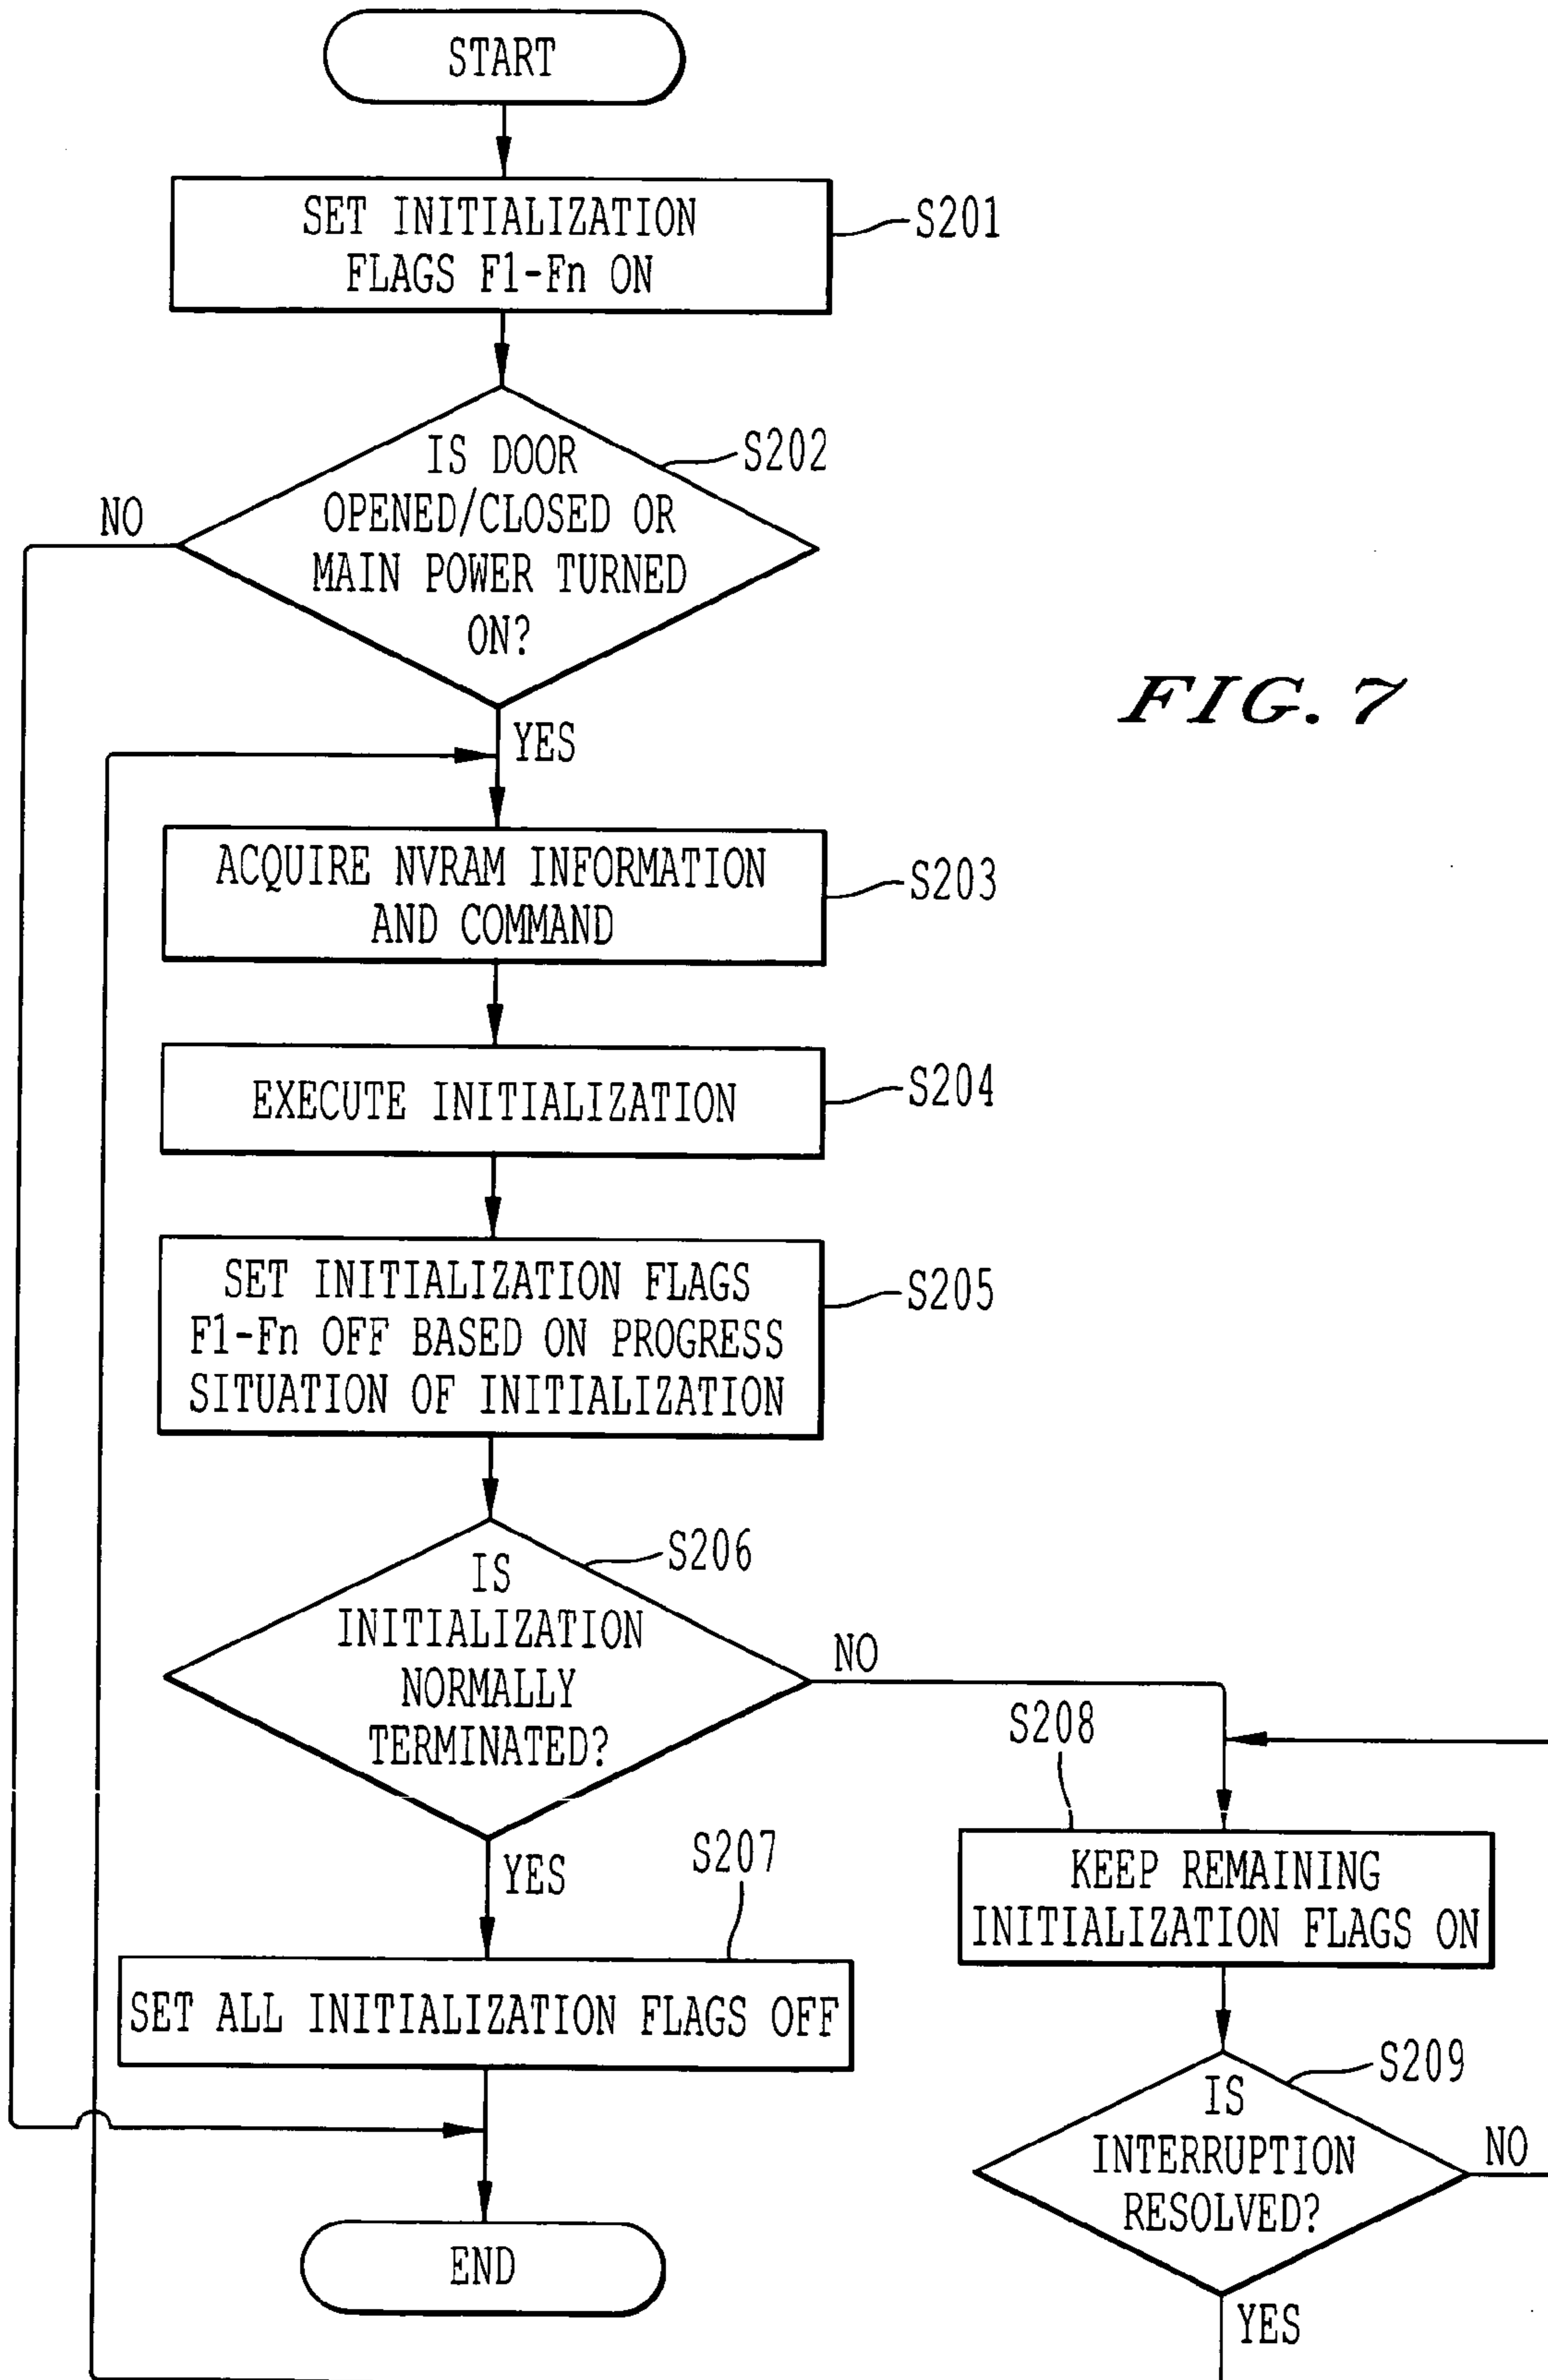 START
SET INITIALIZATION
FLAGS F1-Fn ON
S201
IS DOOR
OPENED/CLOSED OR
MAIN POWER TURNED
ON?
S202
NO
YES
FIG. 7
ACQUIRE NVRAM INFORMATION
AND COMMAND
S203
EXECUTE INITIALIZATION
S204
SET INITIALIZATION FLAGS
F1-Fn OFF BASED ON PROGRESS
SITUATION OF INITIALIZATION
S205
IS
INITIALIZATION
NORMALLY
TERMINATED?
S206
NO
YES
S207
SET ALL INITIALIZATION FLAGS OFF
S208
KEEP REMAINING
INITIALIZATION FLAGS ON
S209
IS
INTERRUPTION
RESOLVED?
NO
YES
END